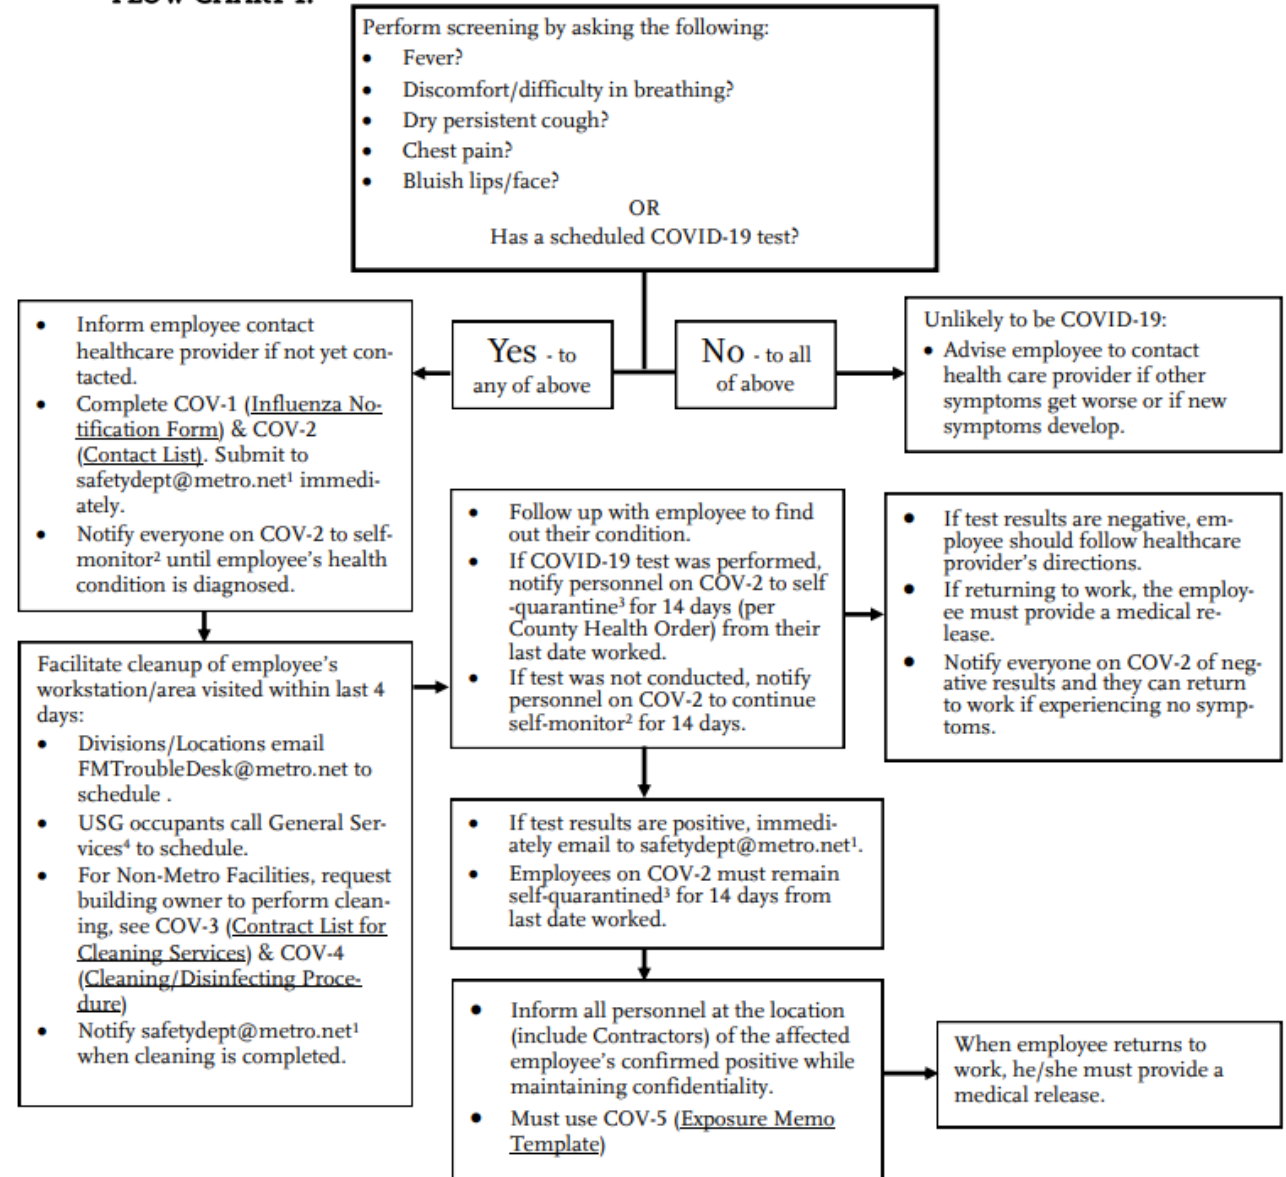 FLOW CHART 1.
Perform screening by asking the following:
• Fever?
• Discomfort/difficulty in breathing?
• Dry persistent cough?
• Chest pain?
• Bluish lips/face?
OR
Has a scheduled COVID-19 test?
Yes - to
any of above
No - to all
of above
Unlikely to be COVID-19:
• Advise employee to contact
health care provider if other
symptoms get worse or if new
symptoms develop.
• Inform employee contact
healthcare provider if not yet con-
tacted.
• Complete COV-1 (Influenza No-
tification Form) & COV-2
(Contact List). Submit to
safetydept@metro.net¹ immedi-
ately.
• Notify everyone on COV-2 to self-
monitor² until employee's health
condition is diagnosed.
Facilitate cleanup of employee's
workstation/area visited within last 4
days:
• Divisions/Locations email
FMTroubleDesk@metro.net to
schedule .
• USG occupants call General Ser-
vices⁴ to schedule.
• For Non-Metro Facilities, request
building owner to perform clean-
ing, see COV-3 (Contract List for
Cleaning Services) & COV-4
(Cleaning/Disinfecting Proce-
dure)
• Notify safetydept@metro.net¹
when cleaning is completed.
• Follow up with employee to find
out their condition.
• If COVID-19 test was performed,
notify personnel on COV-2 to self
-quarantine³ for 14 days (per
County Health Order) from their
last date worked.
• If test was not conducted, notify
personnel on COV-2 to continue
self-monitor² for 14 days.
• If test results are negative, em-
ployee should follow healthcare
provider's directions.
• If returning to work, the employ-
ee must provide a medical re-
lease.
• Notify everyone on COV-2 of neg-
ative results and they can return
to work if experiencing no symp-
toms.
• If test results are positive, immedi-
ately email to safetydept@metro.net¹.
• Employees on COV-2 must remain
self-quarantined³ for 14 days from
last date worked.
• Inform all personnel at the location
(include Contractors) of the affected
employee's confirmed positive while
maintaining confidentiality.
• Must use COV-5 (Exposure Memo
Template)
When employee returns to
work, he/she must provide a
medical release.